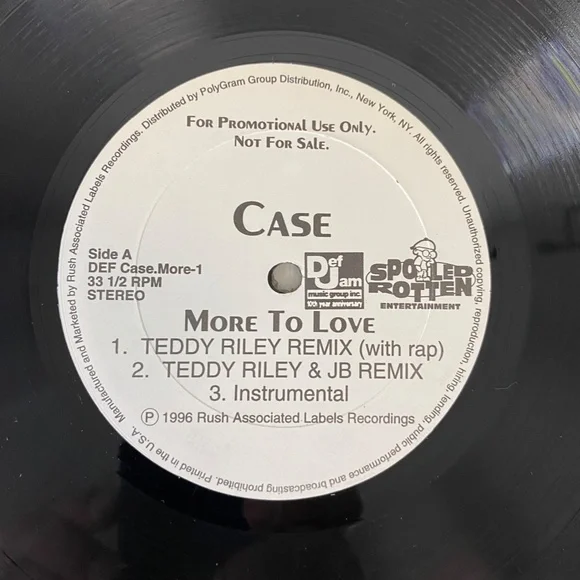 FOR PROMOTIONAL USE ONLY.
NOT FOR SALE.
CASE
Side A
DEF Case.More-1
33 1/2 RPM
STEREO
Def Jam
music group inc.
10th year anniversary
SPOILED
ROTTEN
ENTERTAINMENT
MORE TO LOVE
1. TEDDY RILEY REMIX (with rap)
2. TEDDY RILEY & JB REMIX
3. Instrumental
Ⓟ 1996 Rush Associated Labels Recordings
Manufactured and Marketed by Rush Associated Labels Recordings. Distributed by PolyGram Group Distribution, Inc., New York, NY. All rights reserved. Unauthorized copying, reproduction, hiring, lending, public performance and broadcasting prohibited. Printed in the U.S.A.